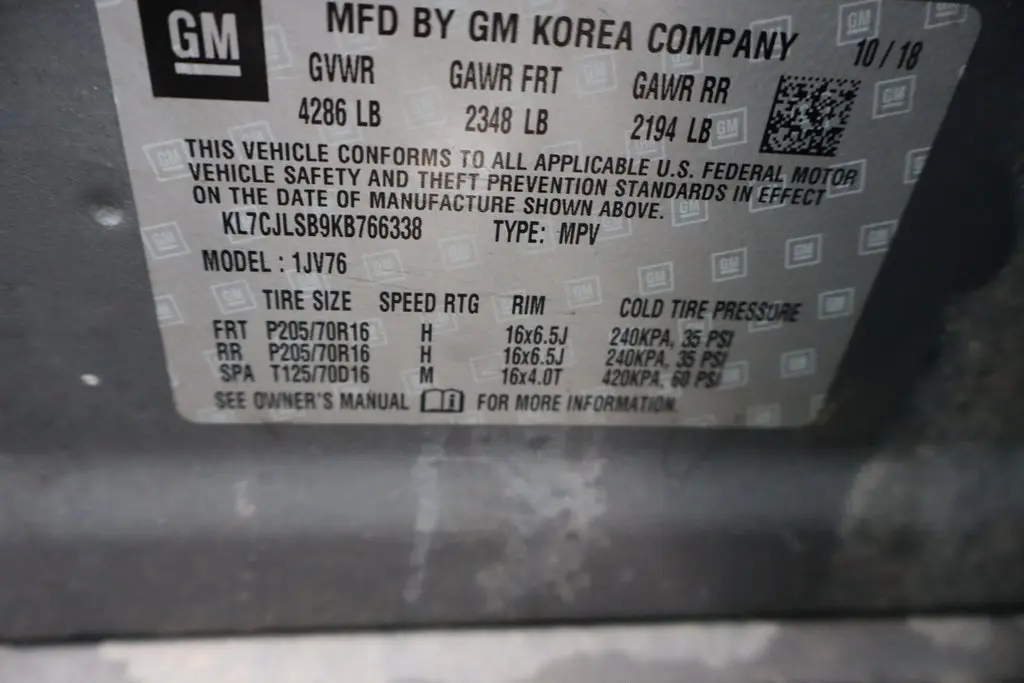 GM
MFD BY GM KOREA COMPANY 10/18
GVWR GAWR FRT GAWR RR
4286 LB 2348 LB 2194 LB
THIS VEHICLE CONFORMS TO ALL APPLICABLE U.S. FEDERAL MOTOR
VEHICLE SAFETY AND THEFT PREVENTION STANDARDS IN EFFECT
ON THE DATE OF MANUFACTURE SHOWN ABOVE.
KL7CJLSB9KB766338 TYPE: MPV
MODEL : 1JV76
TIRE SIZE SPEED RTG RIM COLD TIRE PRESSURE
FRT P205/70R16 H 16x6.5J 240KPA, 35 PSI
RR P205/70R16 H 16x6.5J 240KPA, 35 PSI
SPA T125/70D16 M 16x4.0T 420KPA, 60 PSI
SEE OWNER'S MANUAL FOR MORE INFORMATION.